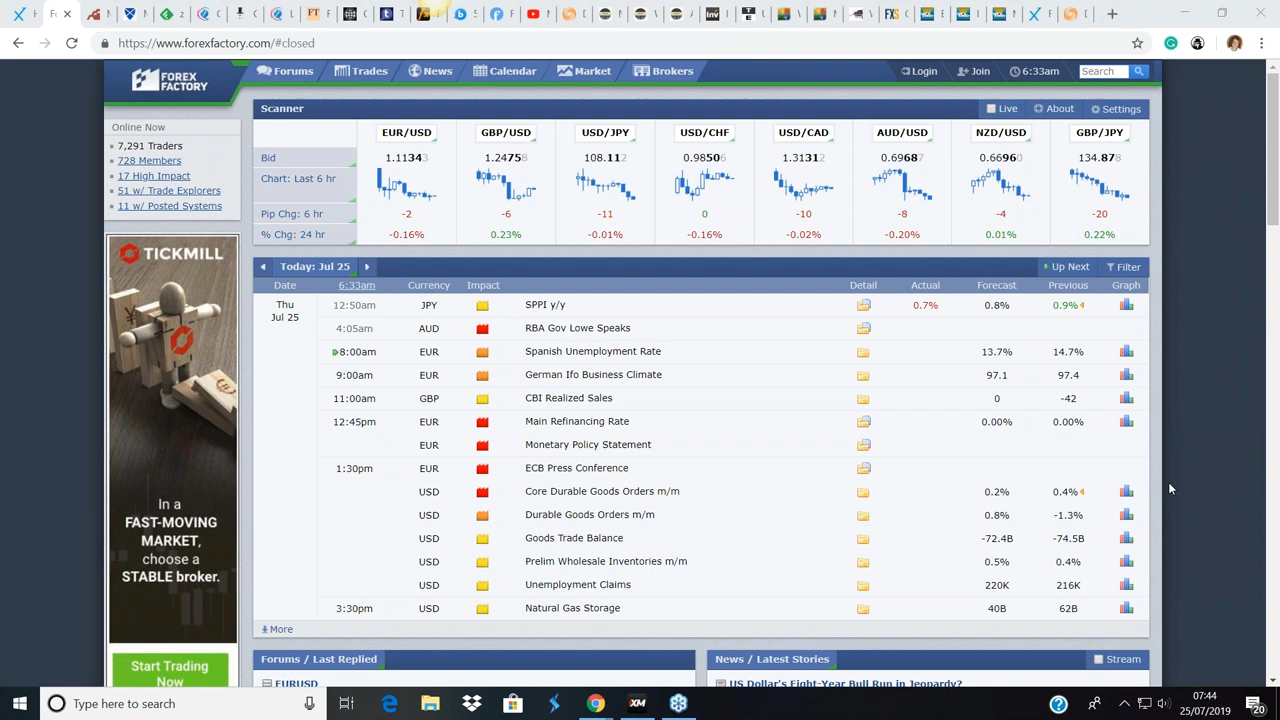 https://www.forexfactory.com/#closed
FOREX
FACTORY
Forums Trades News Calendar Market Brokers
Login Join 6:33am Search
Online Now
7,291 Traders
728 Members
17 High Impact
51 w/ Trade Explorers
11 w/ Posted Systems
Scanner Live About Settings
EUR/USD GBP/USD USD/JPY USD/CHF USD/CAD AUD/USD NZD/USD GBP/JPY
Bid 1.11343 1.24758 108.112 0.98506 1.31312 0.69687 0.66960 134.878
Chart: Last 6 hr
Pip Chg: 6 hr -2 -6 -11 0 -10 -8 -4 -20
% Chg: 24 hr -0.16% 0.23% -0.01% -0.16% -0.02% -0.20% 0.01% 0.22%
Today: Jul 25 Up Next Filter
Date 6:33am Currency Impact Detail Actual Forecast Previous Graph
Thu
Jul 25
12:50am JPY SPPI y/y 0.7% 0.8% 0.9%
4:05am AUD RBA Gov Lowe Speaks
8:00am EUR Spanish Unemployment Rate 13.7% 14.7%
9:00am EUR German Ifo Business Climate 97.1 97.4
11:00am GBP CBI Realized Sales 0 -42
12:45pm EUR Main Refinancing Rate 0.00% 0.00%
EUR Monetary Policy Statement
1:30pm EUR ECB Press Conference
USD Core Durable Goods Orders m/m 0.2% 0.4%
USD Durable Goods Orders m/m 0.8% -1.3%
USD Goods Trade Balance -72.4B -74.5B
USD Prelim Wholesale Inventories m/m 0.5% 0.4%
USD Unemployment Claims 220K 216K
3:30pm USD Natural Gas Storage 40B 62B
More
Forums / Last Replied
EURUSD
News / Latest Stories Stream
US Dollar's Eight-Year Bull Run in Jeopardy?
TICKMILL
In a
FAST-MOVING
MARKET,
choose a
STABLE broker.
Start Trading
Now
Type here to search
XM
07:44
25/07/2019
20